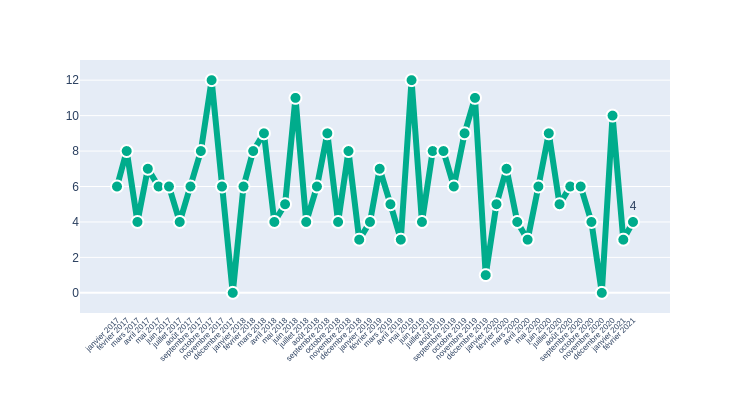 12
10
8
6
4
2
0
4
janvier 2017
février 2017
mars 2017
avril 2017
mai 2017
juin 2017
juillet 2017
août 2017
septembre 2017
octobre 2017
novembre 2017
décembre 2017
janvier 2018
février 2018
mars 2018
avril 2018
mai 2018
juin 2018
juillet 2018
août 2018
septembre 2018
octobre 2018
novembre 2018
décembre 2018
janvier 2019
février 2019
mars 2019
avril 2019
mai 2019
juin 2019
juillet 2019
août 2019
septembre 2019
octobre 2019
novembre 2019
décembre 2019
janvier 2020
février 2020
mars 2020
avril 2020
mai 2020
juin 2020
juillet 2020
août 2020
septembre 2020
octobre 2020
novembre 2020
décembre 2020
janvier 2021
février 2021